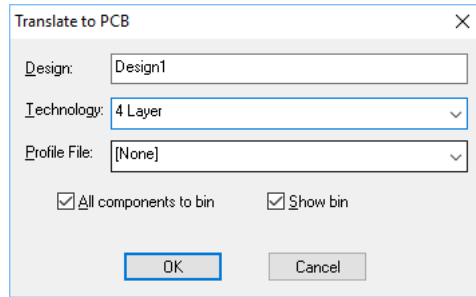 Translate to PCB
Design: Design1
Technology: 4 Layer
Profile File: [None]
All components to bin Show bin
OK Cancel